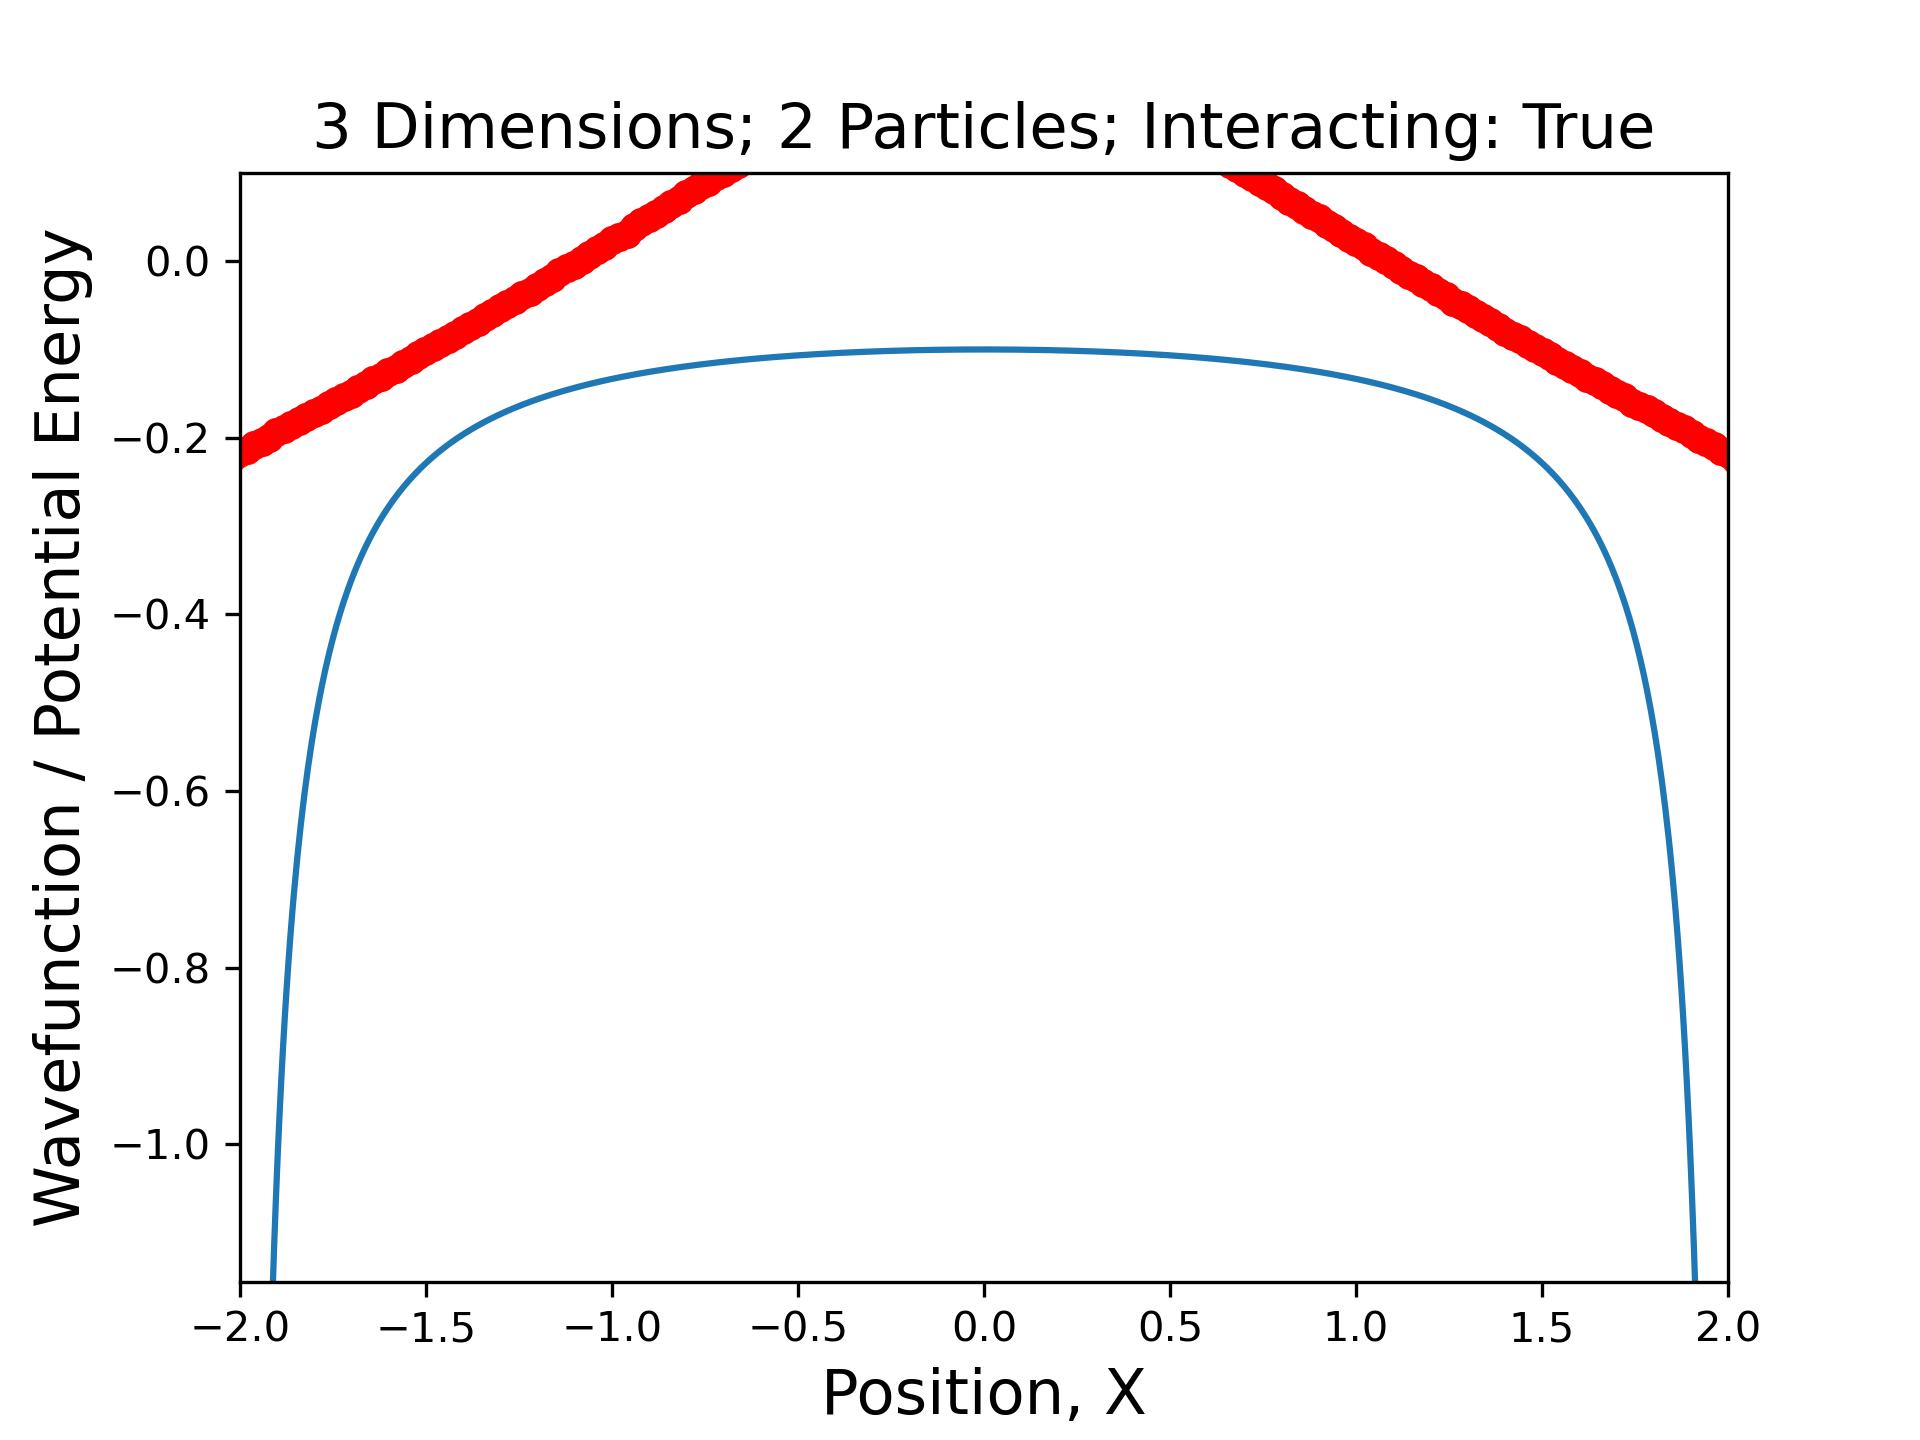 3 Dimensions; 2 Particles; Interacting: True
Wavefunction / Potential Energy
0.0
−0.2
−0.4
−0.6
−0.8
−1.0
−2.0 −1.5 −1.0 −0.5 0.0 0.5 1.0 1.5 2.0
Position, X